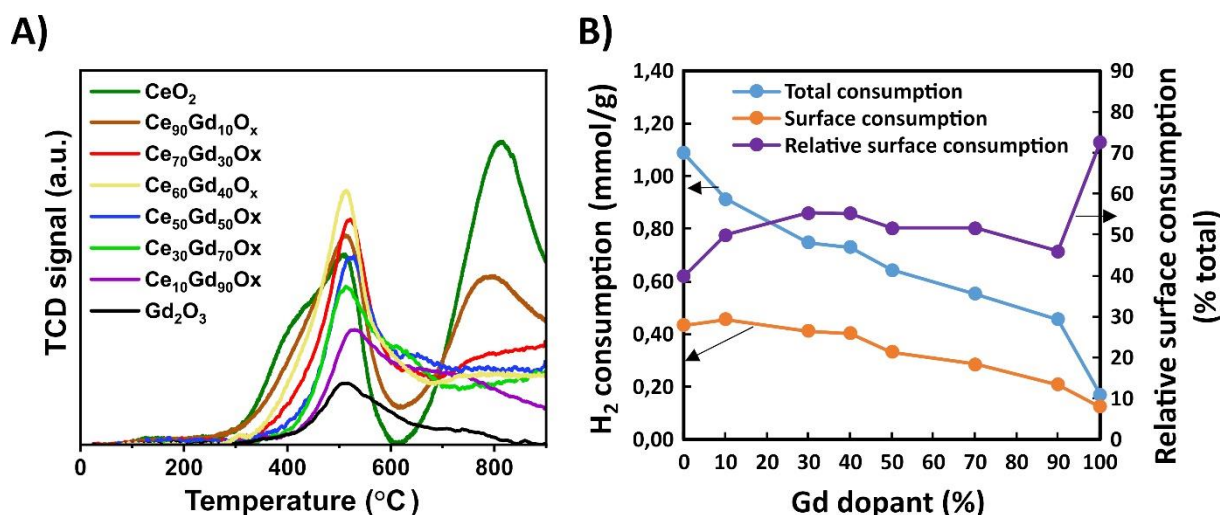 A)
TCD signal (a.u.)
CeO₂
Ce₉₀Gd₁₀Oₓ
Ce₇₀Gd₃₀Ox
Ce₆₀Gd₄₀Oₓ
Ce₅₀Gd₅₀Ox
Ce₃₀Gd₇₀Ox
Ce₁₀Gd₉₀Ox
Gd₂O₃
0 200 400 600 800
Temperature (°C)
B)
H₂ consumption (mmol/g)
1,40
1,20
1,00
0,80
0,60
0,40
0,20
0,00
Total consumption
Surface consumption
Relative surface consumption
90
80
70
60
50
40
30
20
10
0
Relative surface consumption
(% total)
0 10 20 30 40 50 60 70 80 90 100
Gd dopant (%)